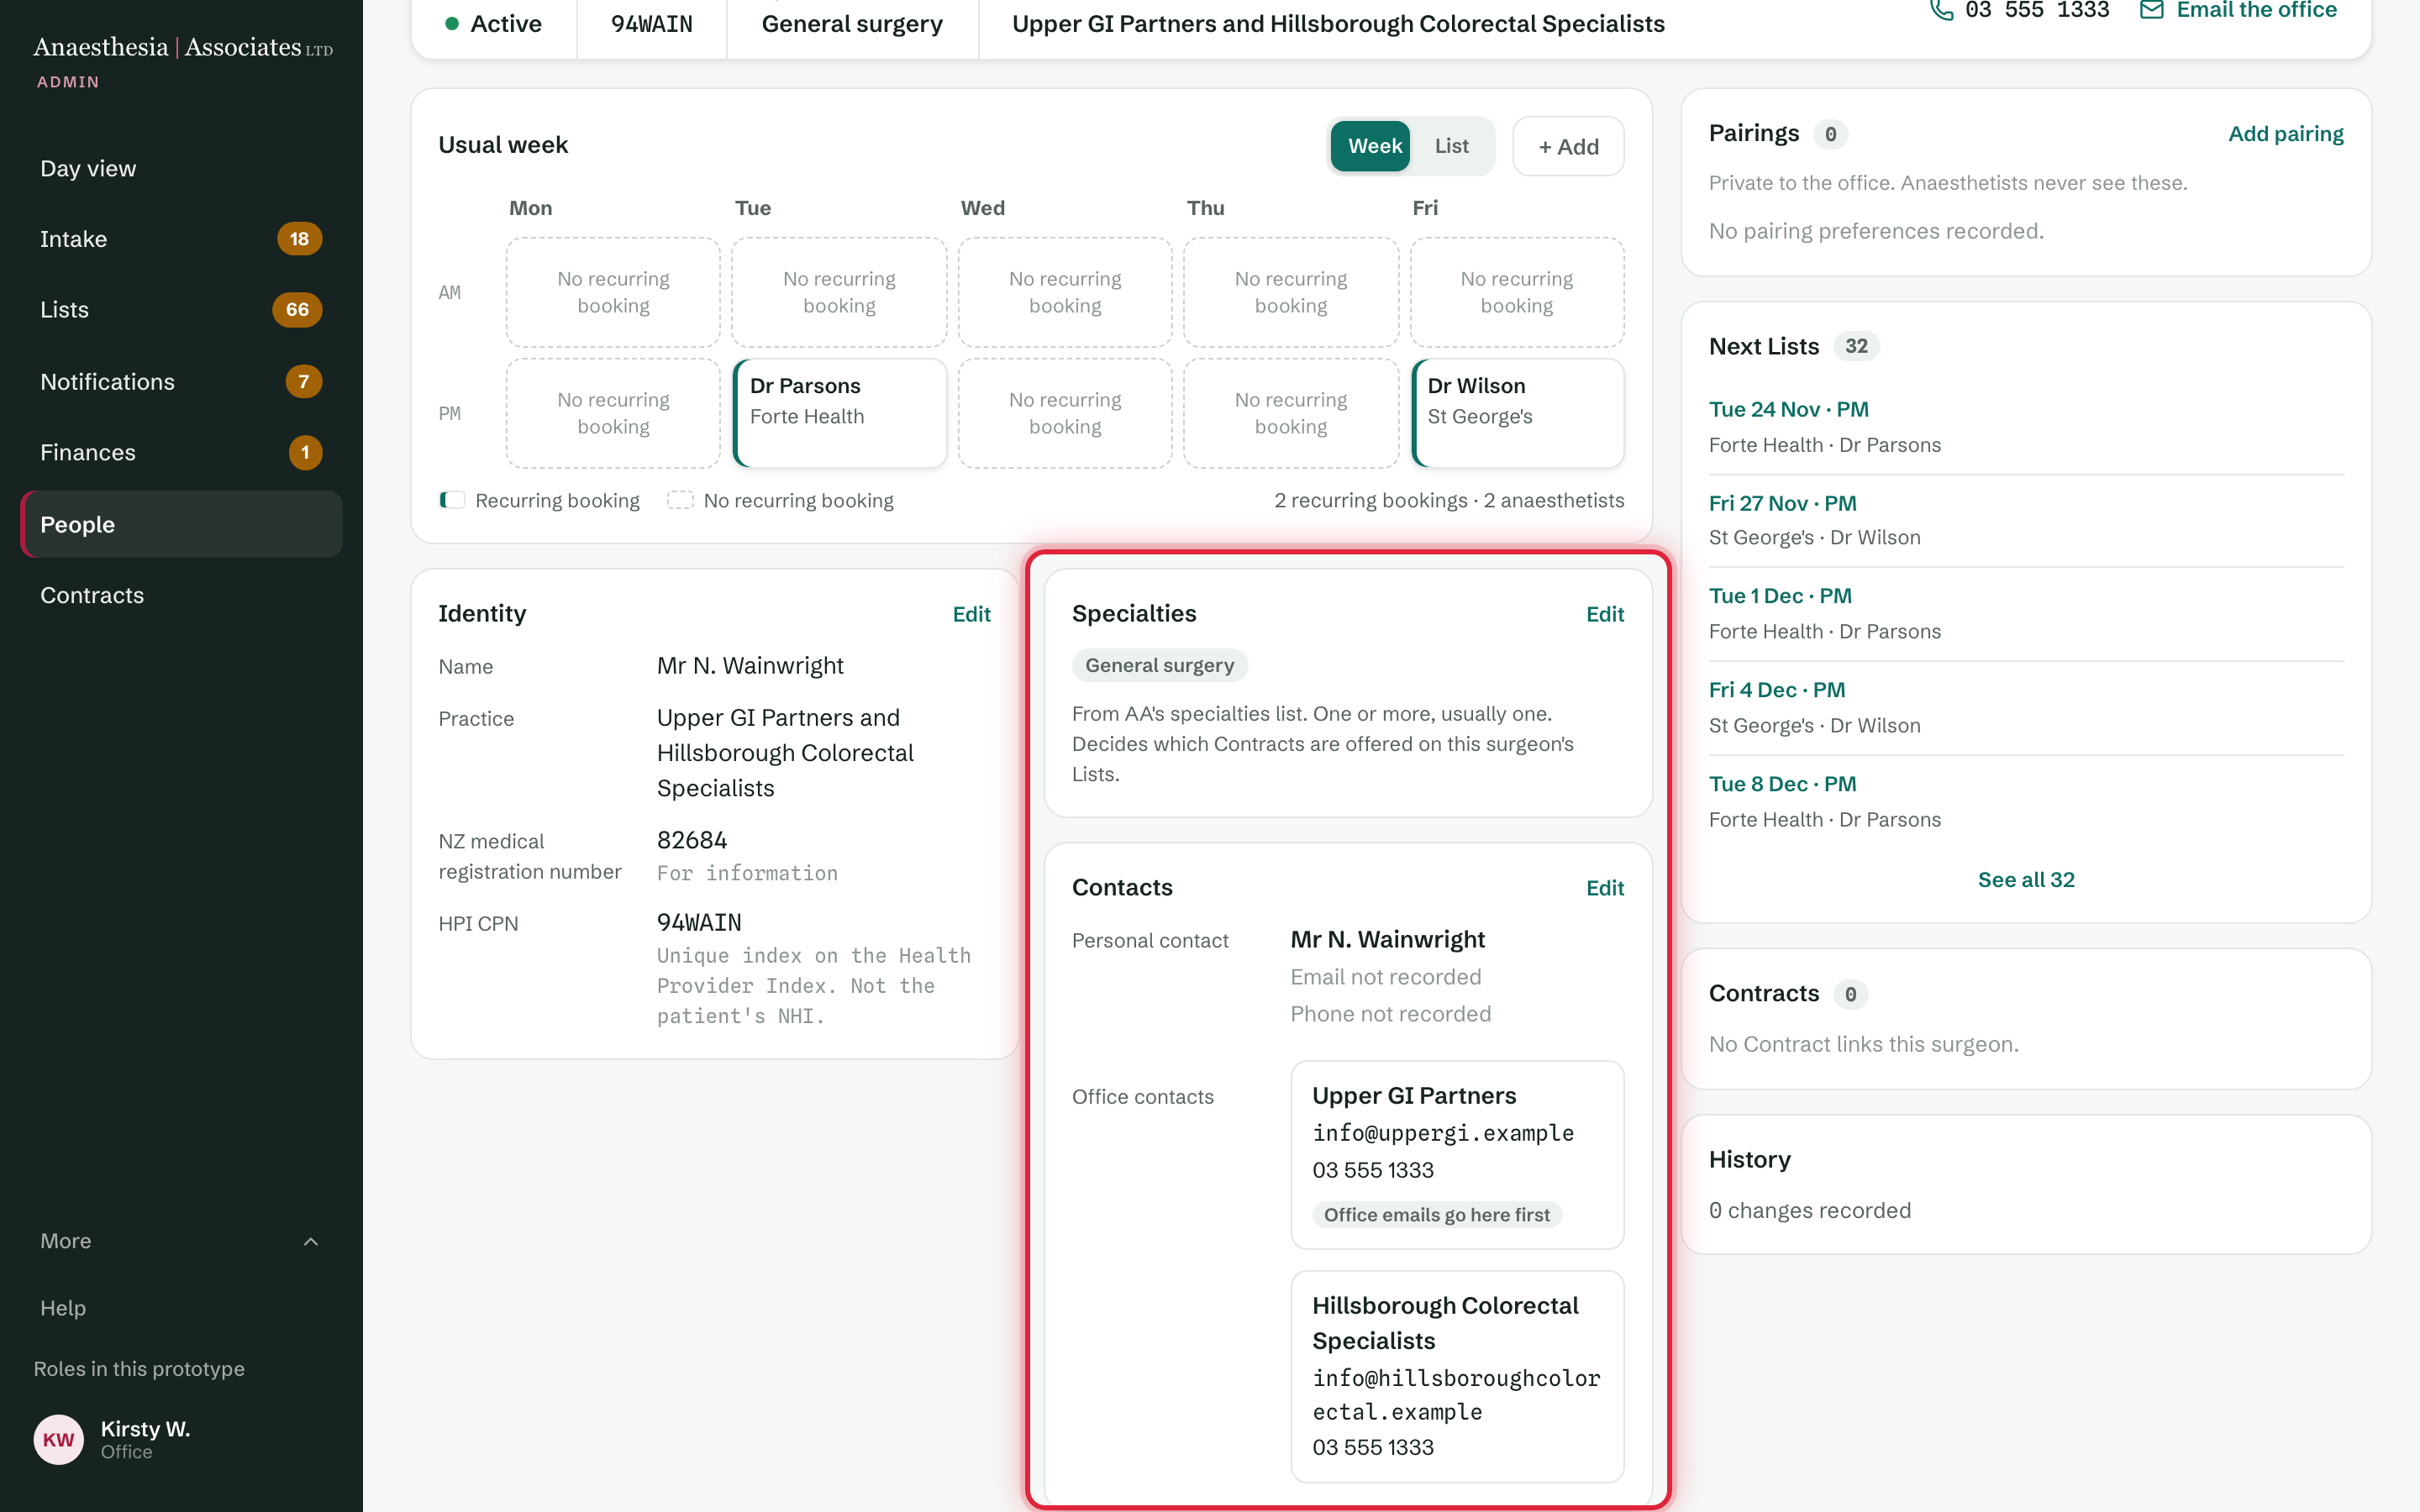 Anaesthesia | Associates LTD
ADMIN
Day view
Intake 18
Lists 66
Notifications 7
Finances 1
People
Contracts
More
Help
Roles in this prototype
KW
Kirsty W.
Office
Active
94WAIN
General surgery
Upper GI Partners and Hillsborough Colorectal Specialists
03 555 1333
Email the office
Usual week
Week
List
+ Add
Mon Tue Wed Thu Fri
AM
No recurring booking
No recurring booking
No recurring booking
No recurring booking
No recurring booking
PM
No recurring booking
Dr Parsons
Forte Health
No recurring booking
No recurring booking
Dr Wilson
St George's
Recurring booking
No recurring booking
2 recurring bookings · 2 anaesthetists
Identity
Edit
Name
Mr N. Wainwright
Practice
Upper GI Partners and
Hillsborough Colorectal
Specialists
NZ medical
registration number
82684
For information
HPI CPN
94WAIN
Unique index on the Health
Provider Index. Not the
patient's NHI.
Specialties
Edit
General surgery
From AA's specialties list. One or more, usually one.
Decides which Contracts are offered on this surgeon's
Lists.
Contacts
Edit
Personal contact
Mr N. Wainwright
Email not recorded
Phone not recorded
Office contacts
Upper GI Partners
info@uppergi.example
03 555 1333
Office emails go here first
Hillsborough Colorectal
Specialists
info@hillsboroughcolor
ectal.example
03 555 1333
Pairings 0
Add pairing
Private to the office. Anaesthetists never see these.
No pairing preferences recorded.
Next Lists 32
Tue 24 Nov · PM
Forte Health · Dr Parsons
Fri 27 Nov · PM
St George's · Dr Wilson
Tue 1 Dec · PM
Forte Health · Dr Parsons
Fri 4 Dec · PM
St George's · Dr Wilson
Tue 8 Dec · PM
Forte Health · Dr Parsons
See all 32
Contracts 0
No Contract links this surgeon.
History
0 changes recorded